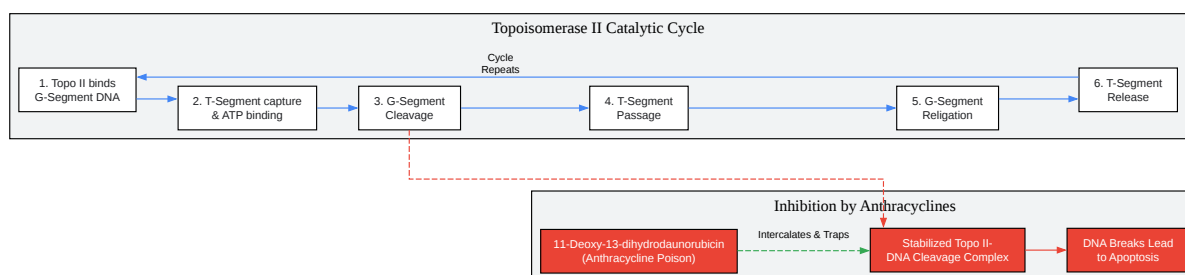 Topoisomerase II Catalytic Cycle
Cycle
Repeats
1. Topo II binds
G-Segment DNA
2. T-Segment capture
& ATP binding
3. G-Segment
Cleavage
4. T-Segment
Passage
5. G-Segment
Religation
6. T-Segment
Release
Inhibition by Anthracyclines
11-Deoxy-13-dihydrodaunorubicin
(Anthracycline Poison)
Intercalates & Traps
Stabilized Topo II-
DNA Cleavage Complex
DNA Breaks Lead
to Apoptosis